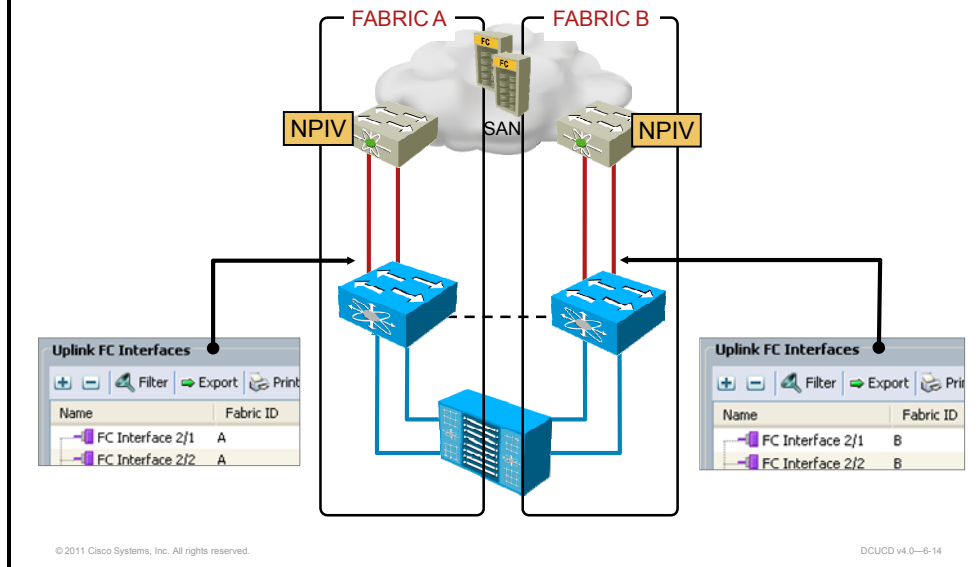 FABRIC A
FABRIC B
FC
FC
NPIV
SAN
NPIV
Uplink FC Interfaces
Filter
Export
Print
Name
Fabric ID
FC Interface 2/1
A
FC Interface 2/2
A
Uplink FC Interfaces
Filter
Export
Prin
Name
Fabric ID
FC Interface 2/1
B
FC Interface 2/2
B
© 2011 Cisco Systems, Inc. All rights reserved.
DCUCD v4.0—6-14